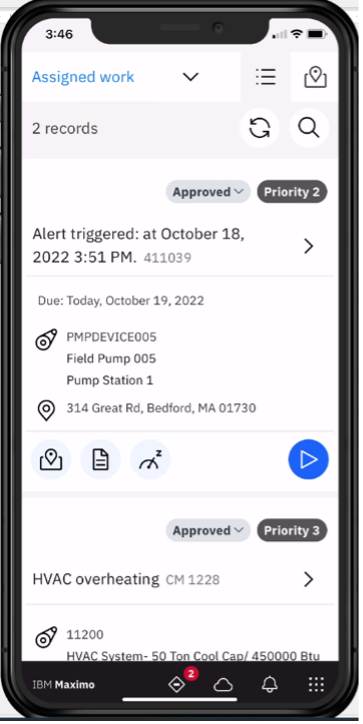 3:46
Assigned work
2 records
Approved Priority 2
Alert triggered: at October 18,
2022 3:51 PM. 411039
Due: Today, October 19, 2022
PMPDEVICE005
Field Pump 005
Pump Station 1
314 Great Rd, Bedford, MA 01730
z
Approved Priority 3
HVAC overheating CM 1228
11200
HVAC System- 50 Ton Cool Cap/ 450000 Btu
IBM Maximo
2